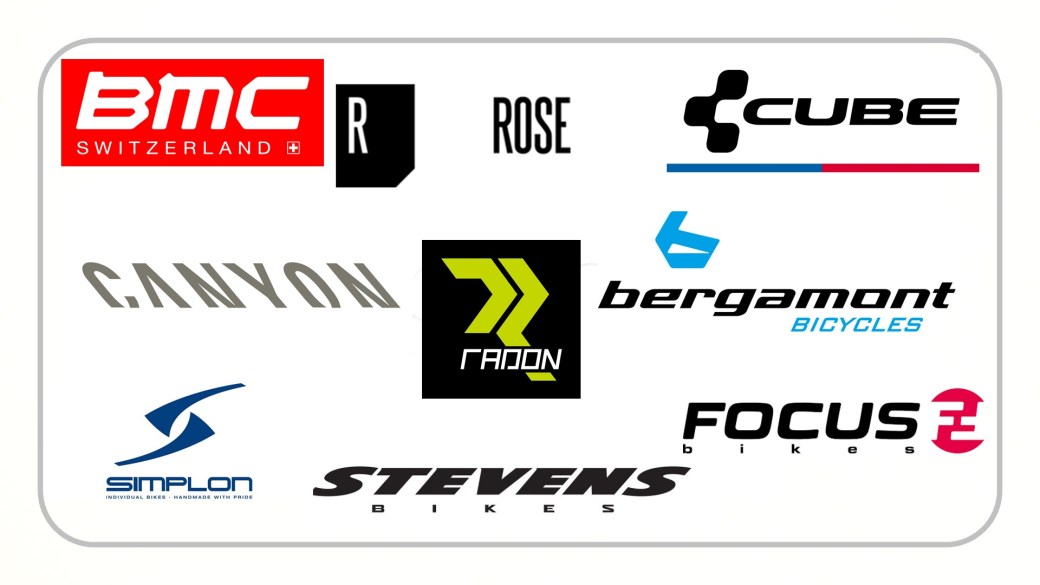 BMC
SWITZERLAND
R
ROSE
CUBE
CANYON
RADON
bergamont
BICYCLES
SIMPLON
INDIVIDUAL BIKES · HANDMADE WITH PRIDE
STEVENS
BIKES
FOCUS
bikes